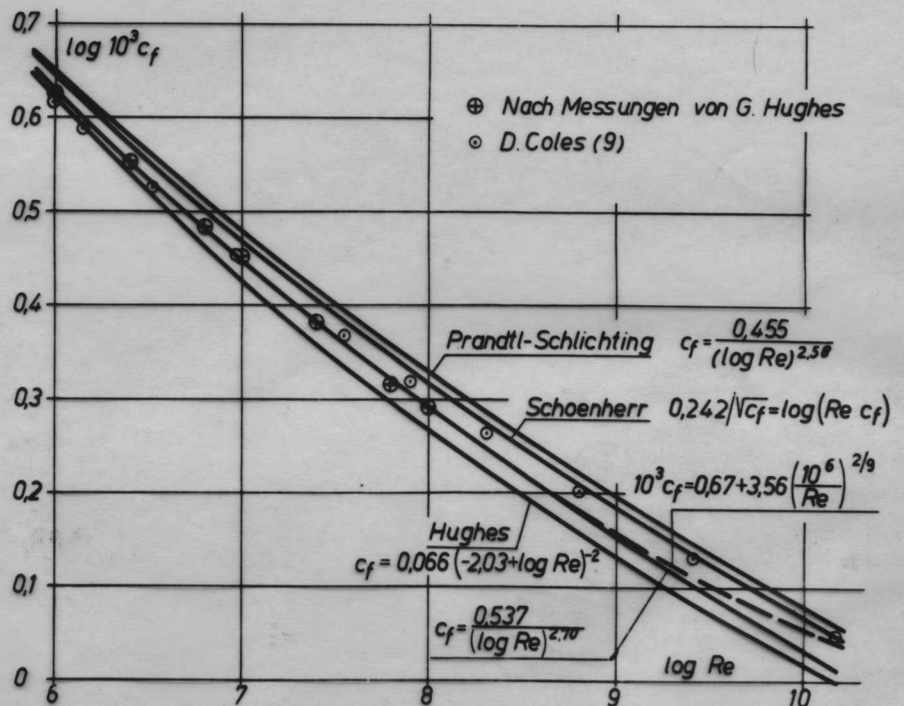 0,7
log 10³c_f
0,6
⊕ Nach Messungen von G. Hughes
⊙ D. Coles (9)
0,5
0,4
Prandtl-Schlichting c_f = 0,455 / (log Re)^2,58
0,3
Schoenherr 0,242/√c_f = log(Re c_f)
10³c_f = 0,67 + 3,56 (10⁶/Re)^2/9
0,2
Hughes
c_f = 0,066 (-2,03 + log Re)^-2
0,1
c_f = 0,537 / (log Re)^2,70
log Re
0
6 7 8 9 10